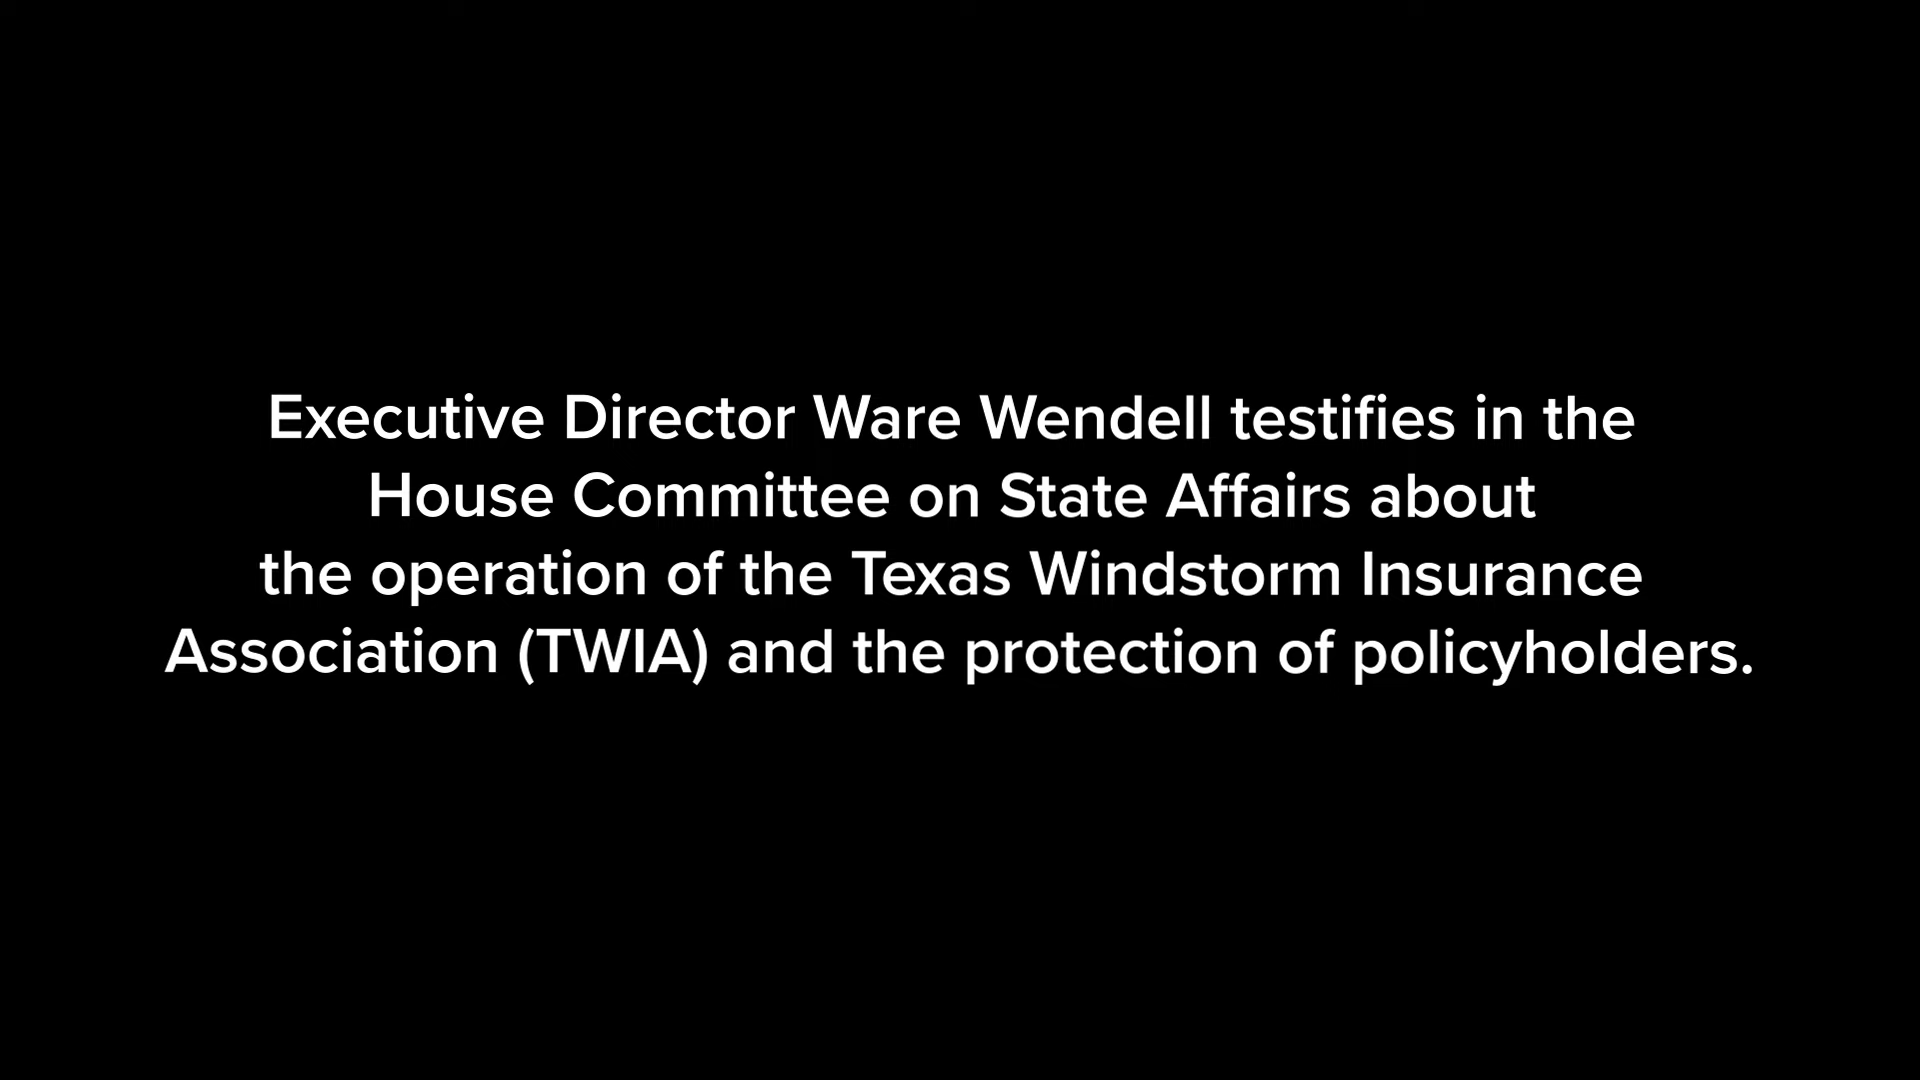 Executive Director Ware Wendell testifies in the
House Committee on State Affairs about
the operation of the Texas Windstorm Insurance
Association (TWIA) and the protection of policyholders.